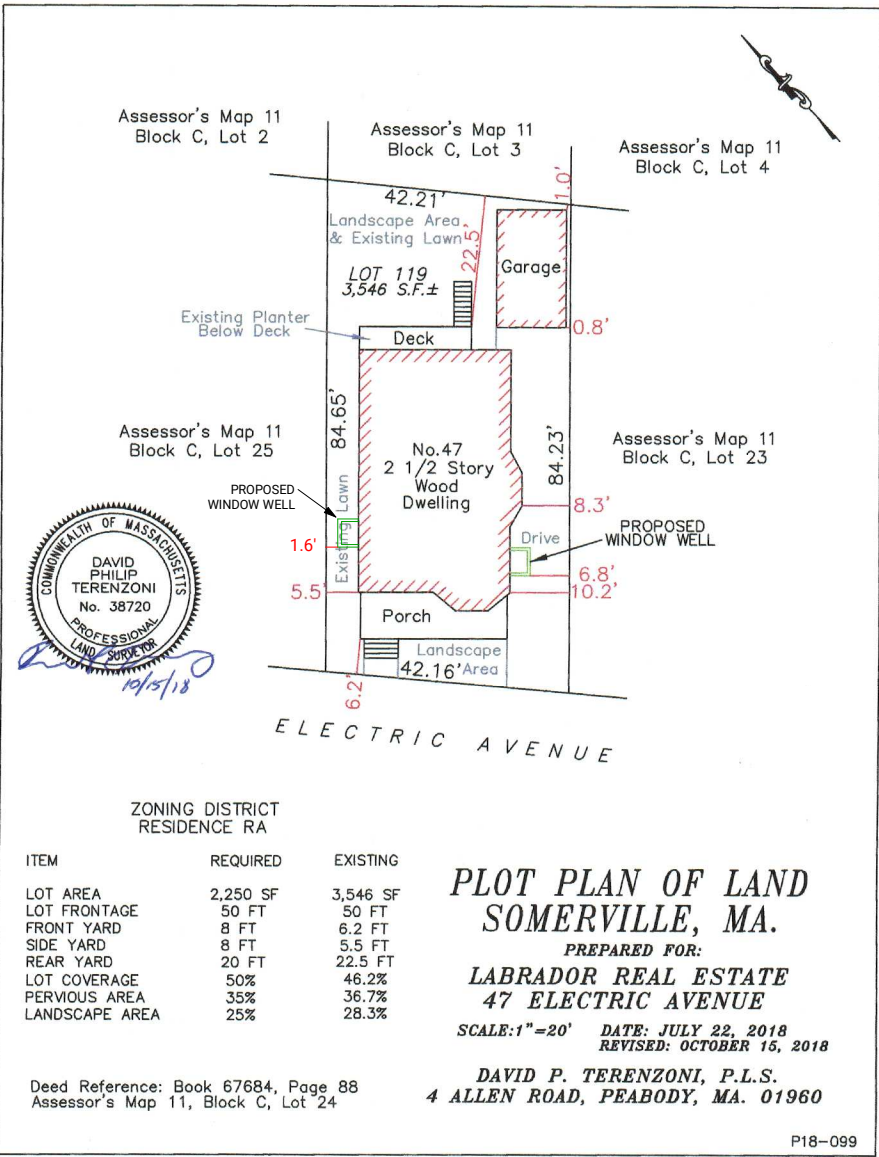 Assessor's Map 11
Block C, Lot 2
Assessor's Map 11
Block C, Lot 3
Assessor's Map 11
Block C, Lot 4
1.0'
42.21'
Landscape Area
& Existing Lawn
22.5'
LOT 119
3,546 S.F.±
Garage
Existing Planter
Below Deck
Deck
0.8'
84.65'
84.23'
Assessor's Map 11
Block C, Lot 25
No.47
2 1/2 Story
Wood
Dwelling
Assessor's Map 11
Block C, Lot 23
PROPOSED
WINDOW WELL
Existing Lawn
8.3'
Drive
PROPOSED
WINDOW WELL
1.6'
6.8'
5.5'
10.2'
COMMONWEALTH OF MASSACHUSETTS
DAVID
PHILIP
TERENZONI
No. 38720
PROFESSIONAL
LAND SURVEYOR
10/15/18
Porch
Landscape
Area
42.16'
6.2'
ELECTRIC AVENUE
ZONING DISTRICT
RESIDENCE RA
ITEM REQUIRED EXISTING
LOT AREA 2,250 SF 3,546 SF
LOT FRONTAGE 50 FT 50 FT
FRONT YARD 8 FT 6.2 FT
SIDE YARD 8 FT 5.5 FT
REAR YARD 20 FT 22.5 FT
LOT COVERAGE 50% 46.2%
PERVIOUS AREA 35% 36.7%
LANDSCAPE AREA 25% 28.3%
Deed Reference: Book 67684, Page 88
Assessor's Map 11, Block C, Lot 24
PLOT PLAN OF LAND
SOMERVILLE, MA.
PREPARED FOR:
LABRADOR REAL ESTATE
47 ELECTRIC AVENUE
SCALE:1"=20' DATE: JULY 22, 2018
REVISED: OCTOBER 15, 2018
DAVID P. TERENZONI, P.L.S.
4 ALLEN ROAD, PEABODY, MA. 01960
P18-099